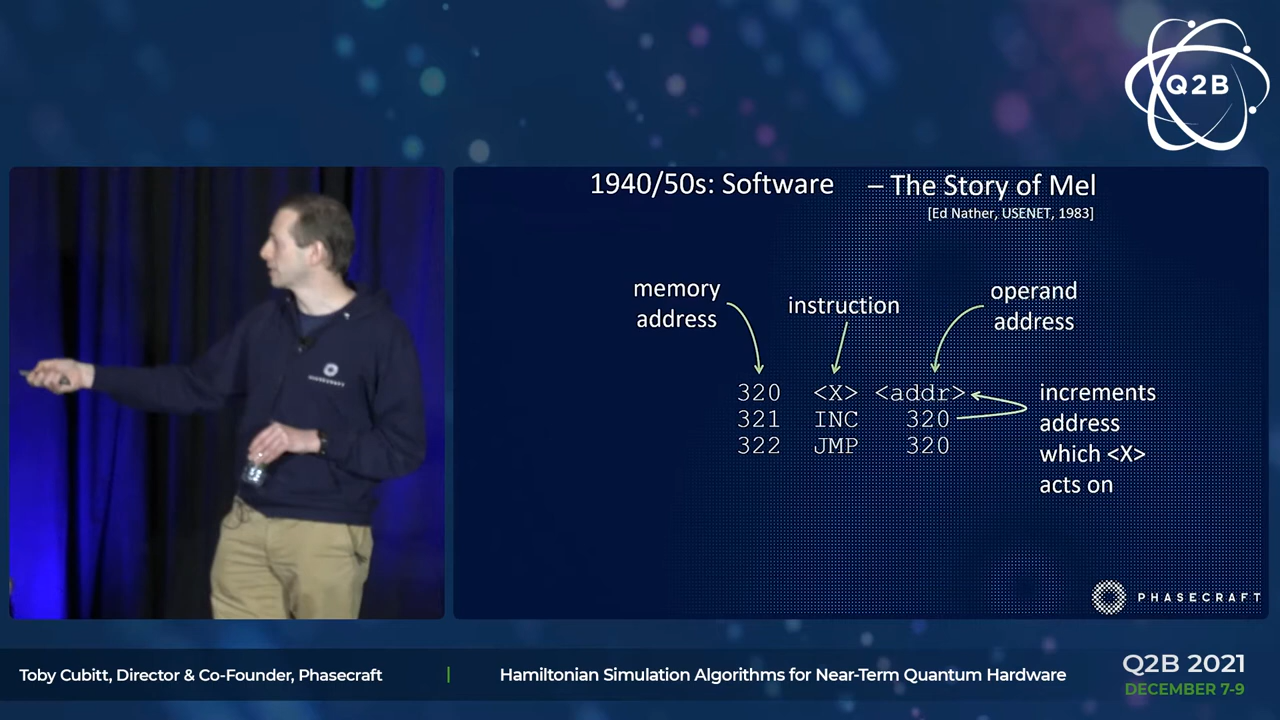 Q2B
1940/50s: Software – The Story of Mel
[Ed Nather, USENET, 1983]
memory
address
instruction
operand
address
320 <X> <addr>
321 INC 320
322 JMP 320
increments
address
which <X>
acts on
PHASECRAFT
PHASECRAFT
Toby Cubitt, Director & Co-Founder, Phasecraft | Hamiltonian Simulation Algorithms for Near-Term Quantum Hardware
Q2B 2021
DECEMBER 7-9